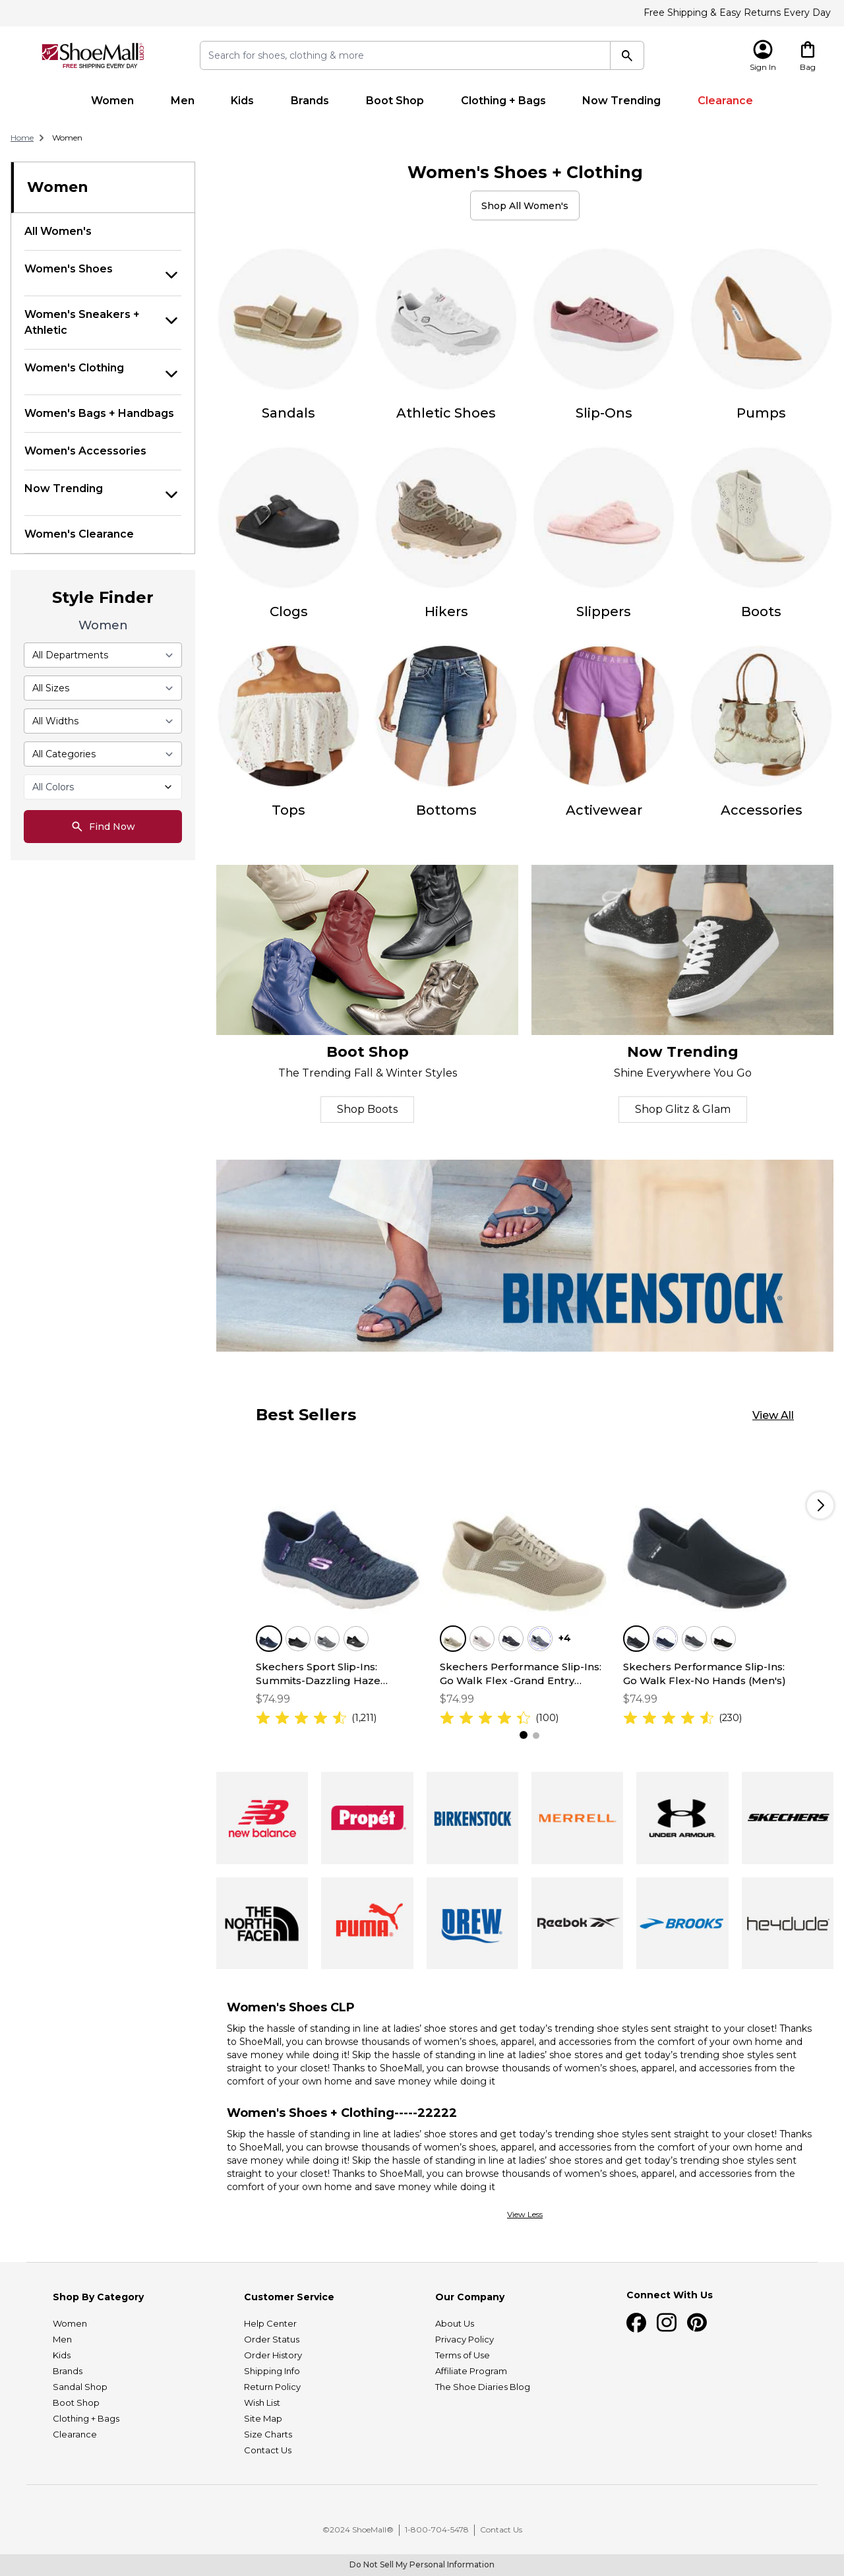 Free Shipping & Easy Returns Every Day
ShoeMall.com
FREE SHIPPING EVERY DAY
Search for shoes, clothing & more
Sign In
Bag
Women
Men
Kids
Brands
Boot Shop
Clothing + Bags
Now Trending
Clearance
Home
Women
Women
All Women's
Women's Shoes
Women's Sneakers +
Athletic
Women's Clothing
Women's Bags + Handbags
Women's Accessories
Now Trending
Women's Clearance
Style Finder
Women
All Departments
All Sizes
All Widths
All Categories
All Colors
Find Now
Women's Shoes + Clothing
Shop All Women's
Sandals
Athletic Shoes
Slip-Ons
Pumps
Clogs
Hikers
Slippers
Boots
Tops
Bottoms
Activewear
Accessories
Boot Shop
The Trending Fall & Winter Styles
Shop Boots
Now Trending
Shine Everywhere You Go
Shop Glitz & Glam
BIRKENSTOCK®
Best Sellers
View All
Skechers Sport Slip-Ins:
Summits-Dazzling Haze...
$74.99
(1,211)
+4
Skechers Performance Slip-Ins:
Go Walk Flex -Grand Entry...
$74.99
(100)
Skechers Performance Slip-Ins:
Go Walk Flex-No Hands (Men's)
$74.99
(230)
new balance
Propét
BIRKENSTOCK
MERRELL
UNDER ARMOUR.
SKECHERS
THE
NORTH
FACE
PUMA
DREW
Reebok
BROOKS
heydude
Women's Shoes CLP
Skip the hassle of standing in line at ladies’ shoe stores and get today’s trending shoe styles sent straight to your closet! Thanks
to ShoeMall, you can browse thousands of women’s shoes, apparel, and accessories from the comfort of your own home and
save money while doing it! Skip the hassle of standing in line at ladies’ shoe stores and get today’s trending shoe styles sent
straight to your closet! Thanks to ShoeMall, you can browse thousands of women’s shoes, apparel, and accessories from the
comfort of your own home and save money while doing it
Women's Shoes + Clothing-----22222
Skip the hassle of standing in line at ladies’ shoe stores and get today’s trending shoe styles sent straight to your closet! Thanks
to ShoeMall, you can browse thousands of women’s shoes, apparel, and accessories from the comfort of your own home and
save money while doing it! Skip the hassle of standing in line at ladies’ shoe stores and get today’s trending shoe styles sent
straight to your closet! Thanks to ShoeMall, you can browse thousands of women’s shoes, apparel, and accessories from the
comfort of your own home and save money while doing it
View Less
Shop By Category
Women
Men
Kids
Brands
Sandal Shop
Boot Shop
Clothing + Bags
Clearance
Customer Service
Help Center
Order Status
Order History
Shipping Info
Return Policy
Wish List
Site Map
Size Charts
Contact Us
Our Company
About Us
Privacy Policy
Terms of Use
Affiliate Program
The Shoe Diaries Blog
Connect With Us
©2024 ShoeMall®
1-800-704-5478
Contact Us
Do Not Sell My Personal Information